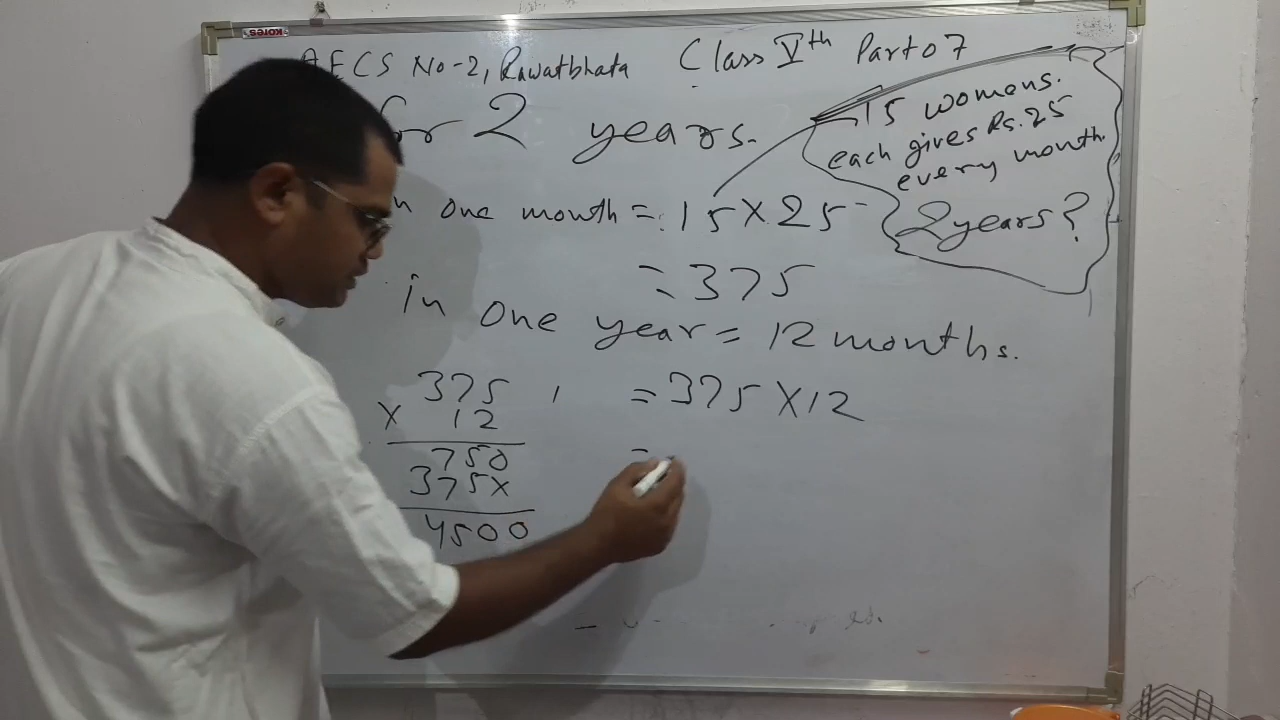 Kores
AECS No-2, Rawatbhata Class Vth Part 07
for 2 years.
15 womens.
each gives Rs.25
every month.
2 years?
one month = 15 X 25
= 375
in one year = 12 months.
= 375 X 12
=
375
X 12
750
375X
4500